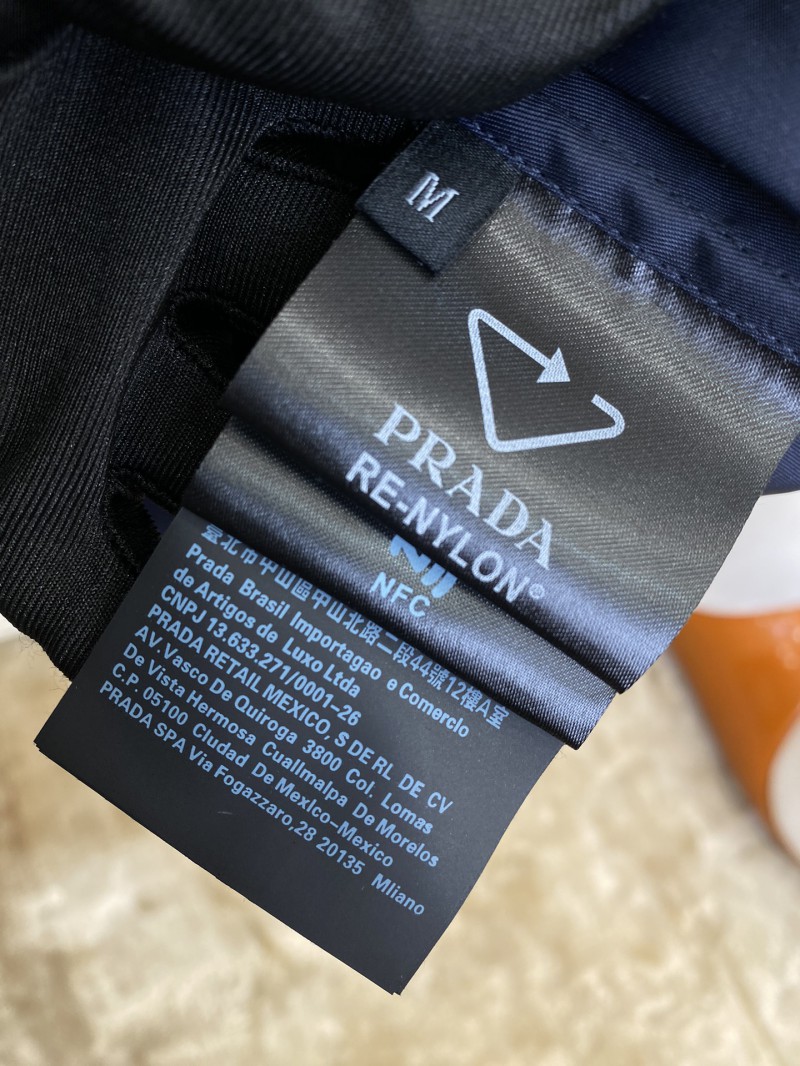 M
PRADA
RE-NYLON®
NFC
臺北市中山區中山北路二段44號12樓A室
Prada Brasil Importagao e Comercio
de Artigos de Luxo Ltda
CNPJ 13,633,271/0001-26
PRADA RETAIL MEXICO, S DE RL DE CV
AV. Vasco De Quiroga 3800 Col. Lomas
De Vista Hermosa Cuallmalpa De Morelos
C.P. 05100 Cludad De Mexlco-Mexico
PRADA SPA Via Fogazzaro,28 20135 Mliano